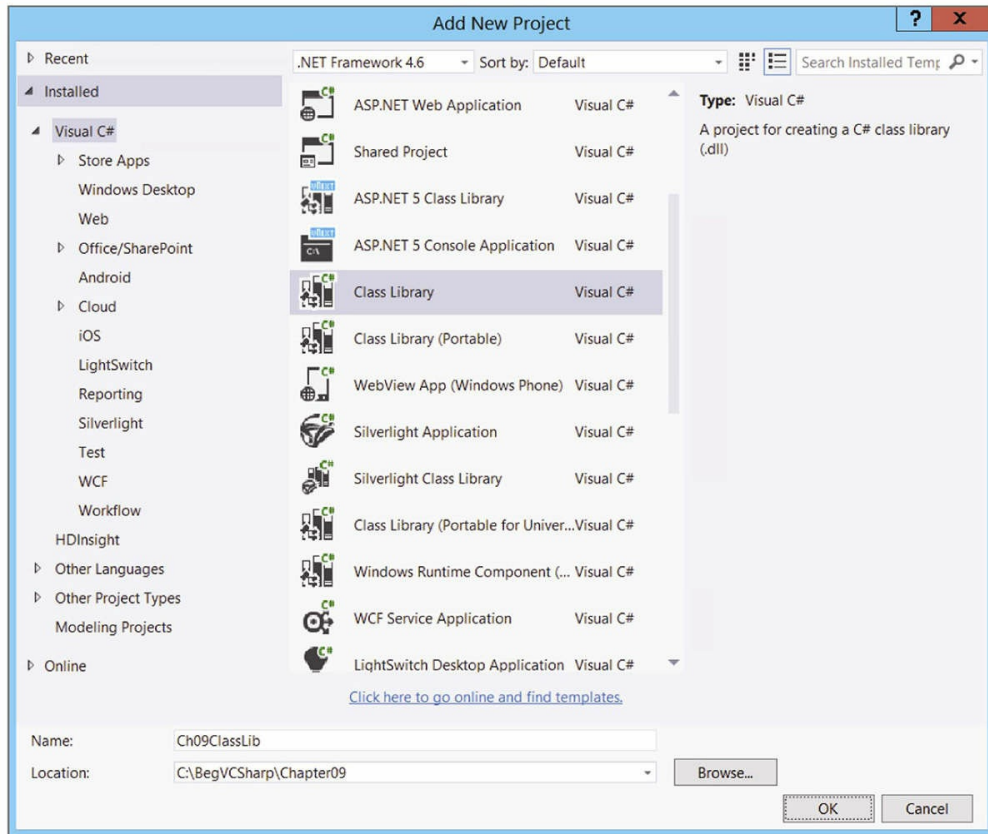 Add New Project
?
X
Recent
.NET Framework 4.6
Sort by: Default
Search Installed Temp
Installed
Visual C#
Store Apps
Windows Desktop
Web
Office/SharePoint
Android
Cloud
iOS
LightSwitch
Reporting
Silverlight
Test
WCF
Workflow
HDInsight
Other Languages
Other Project Types
Modeling Projects
Online
ASP.NET Web Application Visual C#
Shared Project Visual C#
ASP.NET 5 Class Library Visual C#
ASP.NET 5 Console Application Visual C#
Class Library Visual C#
Class Library (Portable) Visual C#
WebView App (Windows Phone) Visual C#
Silverlight Application Visual C#
Silverlight Class Library Visual C#
Class Library (Portable for Univer...Visual C#
Windows Runtime Component (... Visual C#
WCF Service Application Visual C#
LightSwitch Desktop Application Visual C#
Click here to go online and find templates.
Type: Visual C#
A project for creating a C# class library
(.dll)
Name: Ch09ClassLib
Location: C:\BegVCSharp\Chapter09
Browse...
OK
Cancel